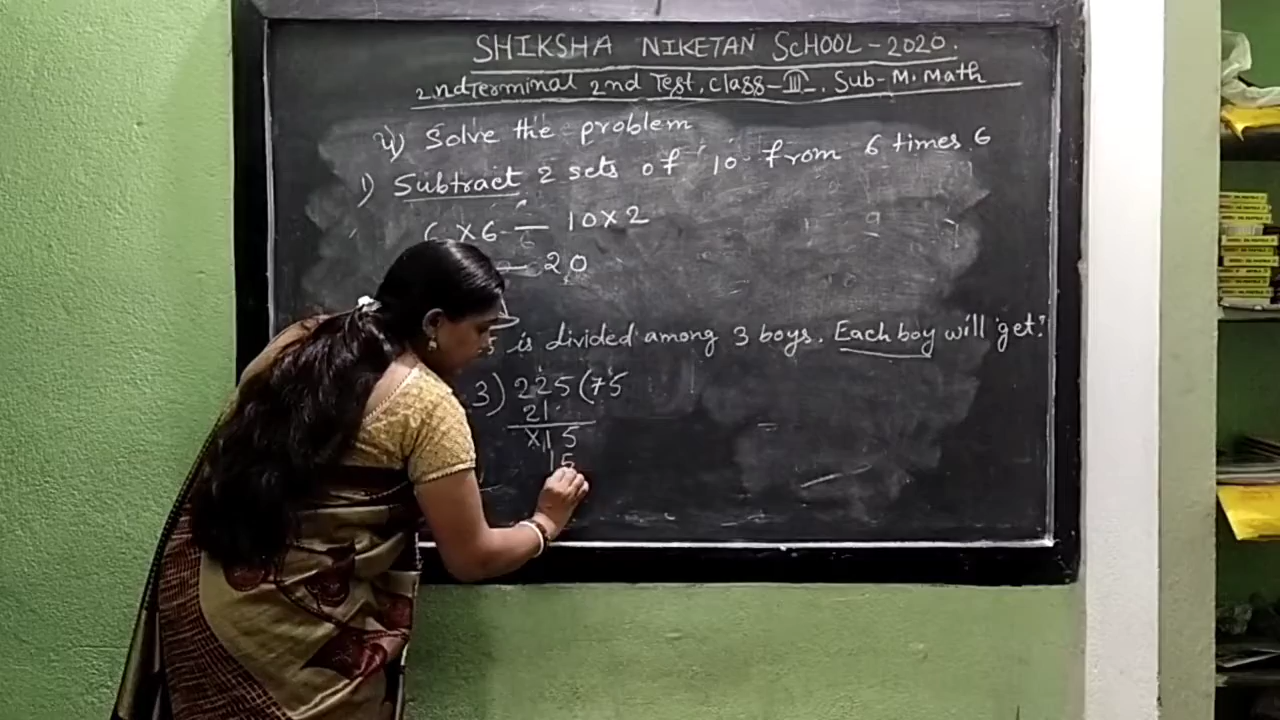 SHIKSHA NIKETAN SCHOOL-2020.
2nd Terminal 2nd Test, Class-III. Sub-M. Math
4) Solve the problem
1) Subtract 2 sets of 10 from 6 times 6
6 × 6 — 10×2
— 20
5 is divided among 3 boys. Each boy will get?
3) 225 (75
21
×15
15